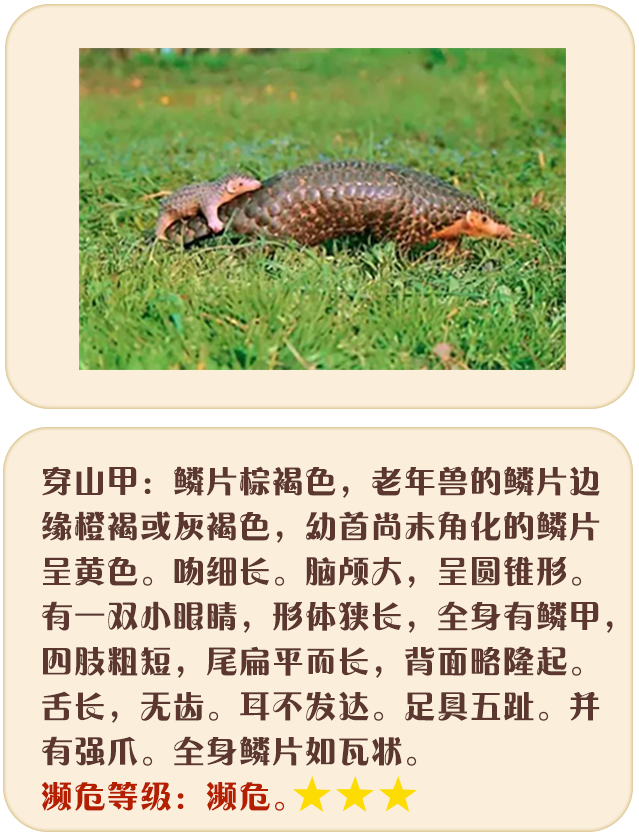 穿山甲：鳞片棕褐色，老年兽的鳞片边
缘橙褐或灰褐色，幼首尚未角化的鳞片
呈黄色。吻细长。脑颅大，呈圆锥形。
有一双小眼睛，形体狭长，全身有鳞甲，
四肢粗短，尾扁平而长，背面略隆起。
舌长，无齿。耳不发达。足具五趾。并
有强爪。全身鳞片如瓦状。
濒危等级：濒危。★★★